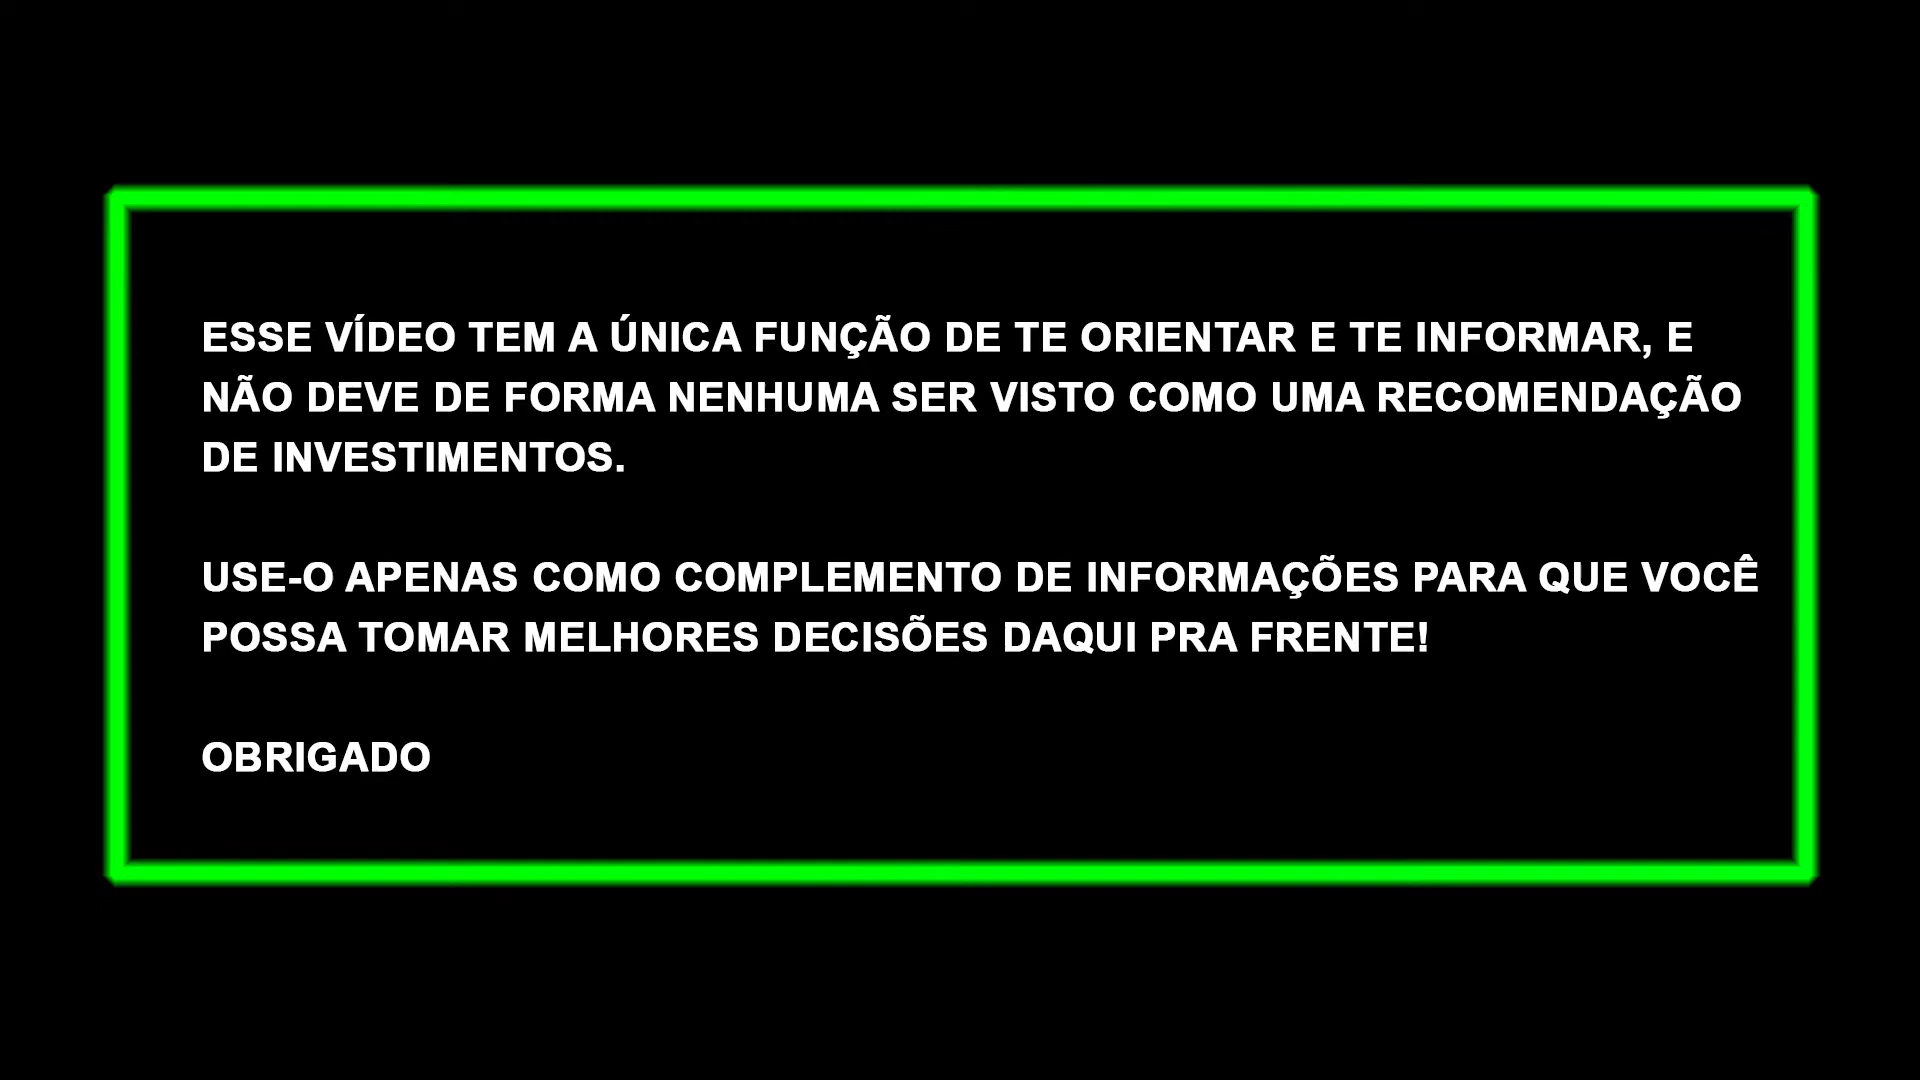 ESSE VÍDEO TEM A ÚNICA FUNÇÃO DE TE ORIENTAR E TE INFORMAR, E
NÃO DEVE DE FORMA NENHUMA SER VISTO COMO UMA RECOMENDAÇÃO
DE INVESTIMENTOS.
USE-O APENAS COMO COMPLEMENTO DE INFORMAÇÕES PARA QUE VOCÊ
POSSA TOMAR MELHORES DECISÕES DAQUI PRA FRENTE!
OBRIGADO